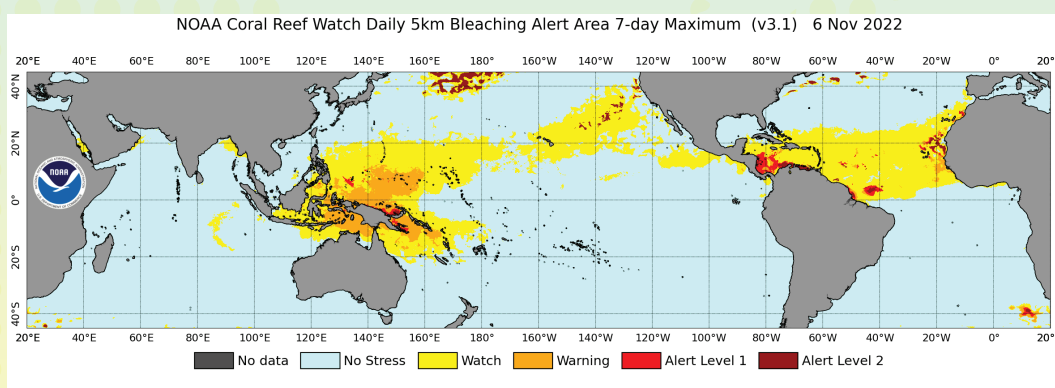 NOAA Coral Reef Watch Daily 5km Bleaching Alert Area 7-day Maximum (v3.1) 6 Nov 2022
20°E 40°E 60°E 80°E 100°E 120°E 140°E 160°E 180° 160°W 140°W 120°W 100°W 80°W 60°W 40°W 20°W 0° 20°
40°N
20°N
0°
20°S
40°S
NOAA
20°E 40°E 60°E 80°E 100°E 120°E 140°E 160°E 180° 160°W 140°W 120°W 100°W 80°W 60°W 40°W 20°W 0° 20°
No data No Stress Watch Warning Alert Level 1 Alert Level 2